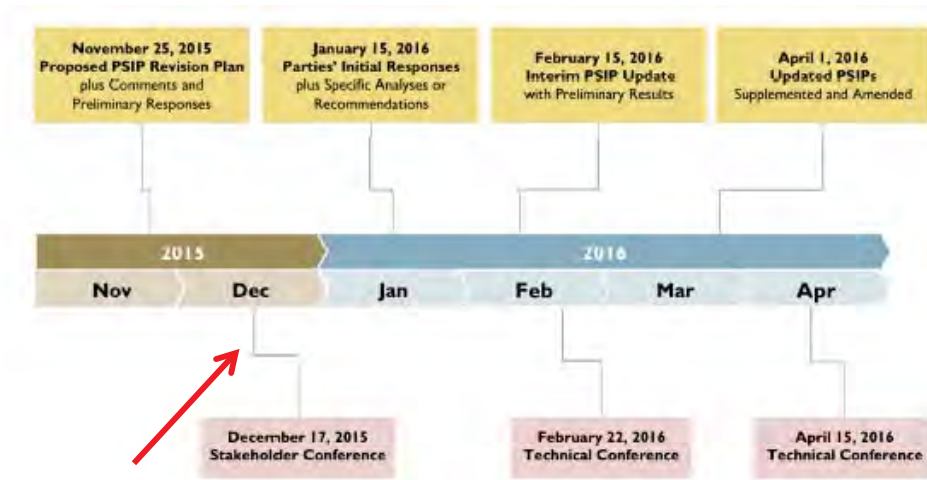 November 25, 2015
Proposed PSIP Revision Plan
plus Comments and
Preliminary Responses
January 15, 2016
Parties' Initial Responses
plus Specific Analyses or
Recommendations
February 15, 2016
Interim PSIP Update
with Preliminary Results
April 1, 2016
Updated PSIPs
Supplemented and Amended
2015
2016
Nov
Dec
Jan
Feb
Mar
Apr
December 17, 2015
Stakeholder Conference
February 22, 2016
Technical Conference
April 15, 2016
Technical Conference